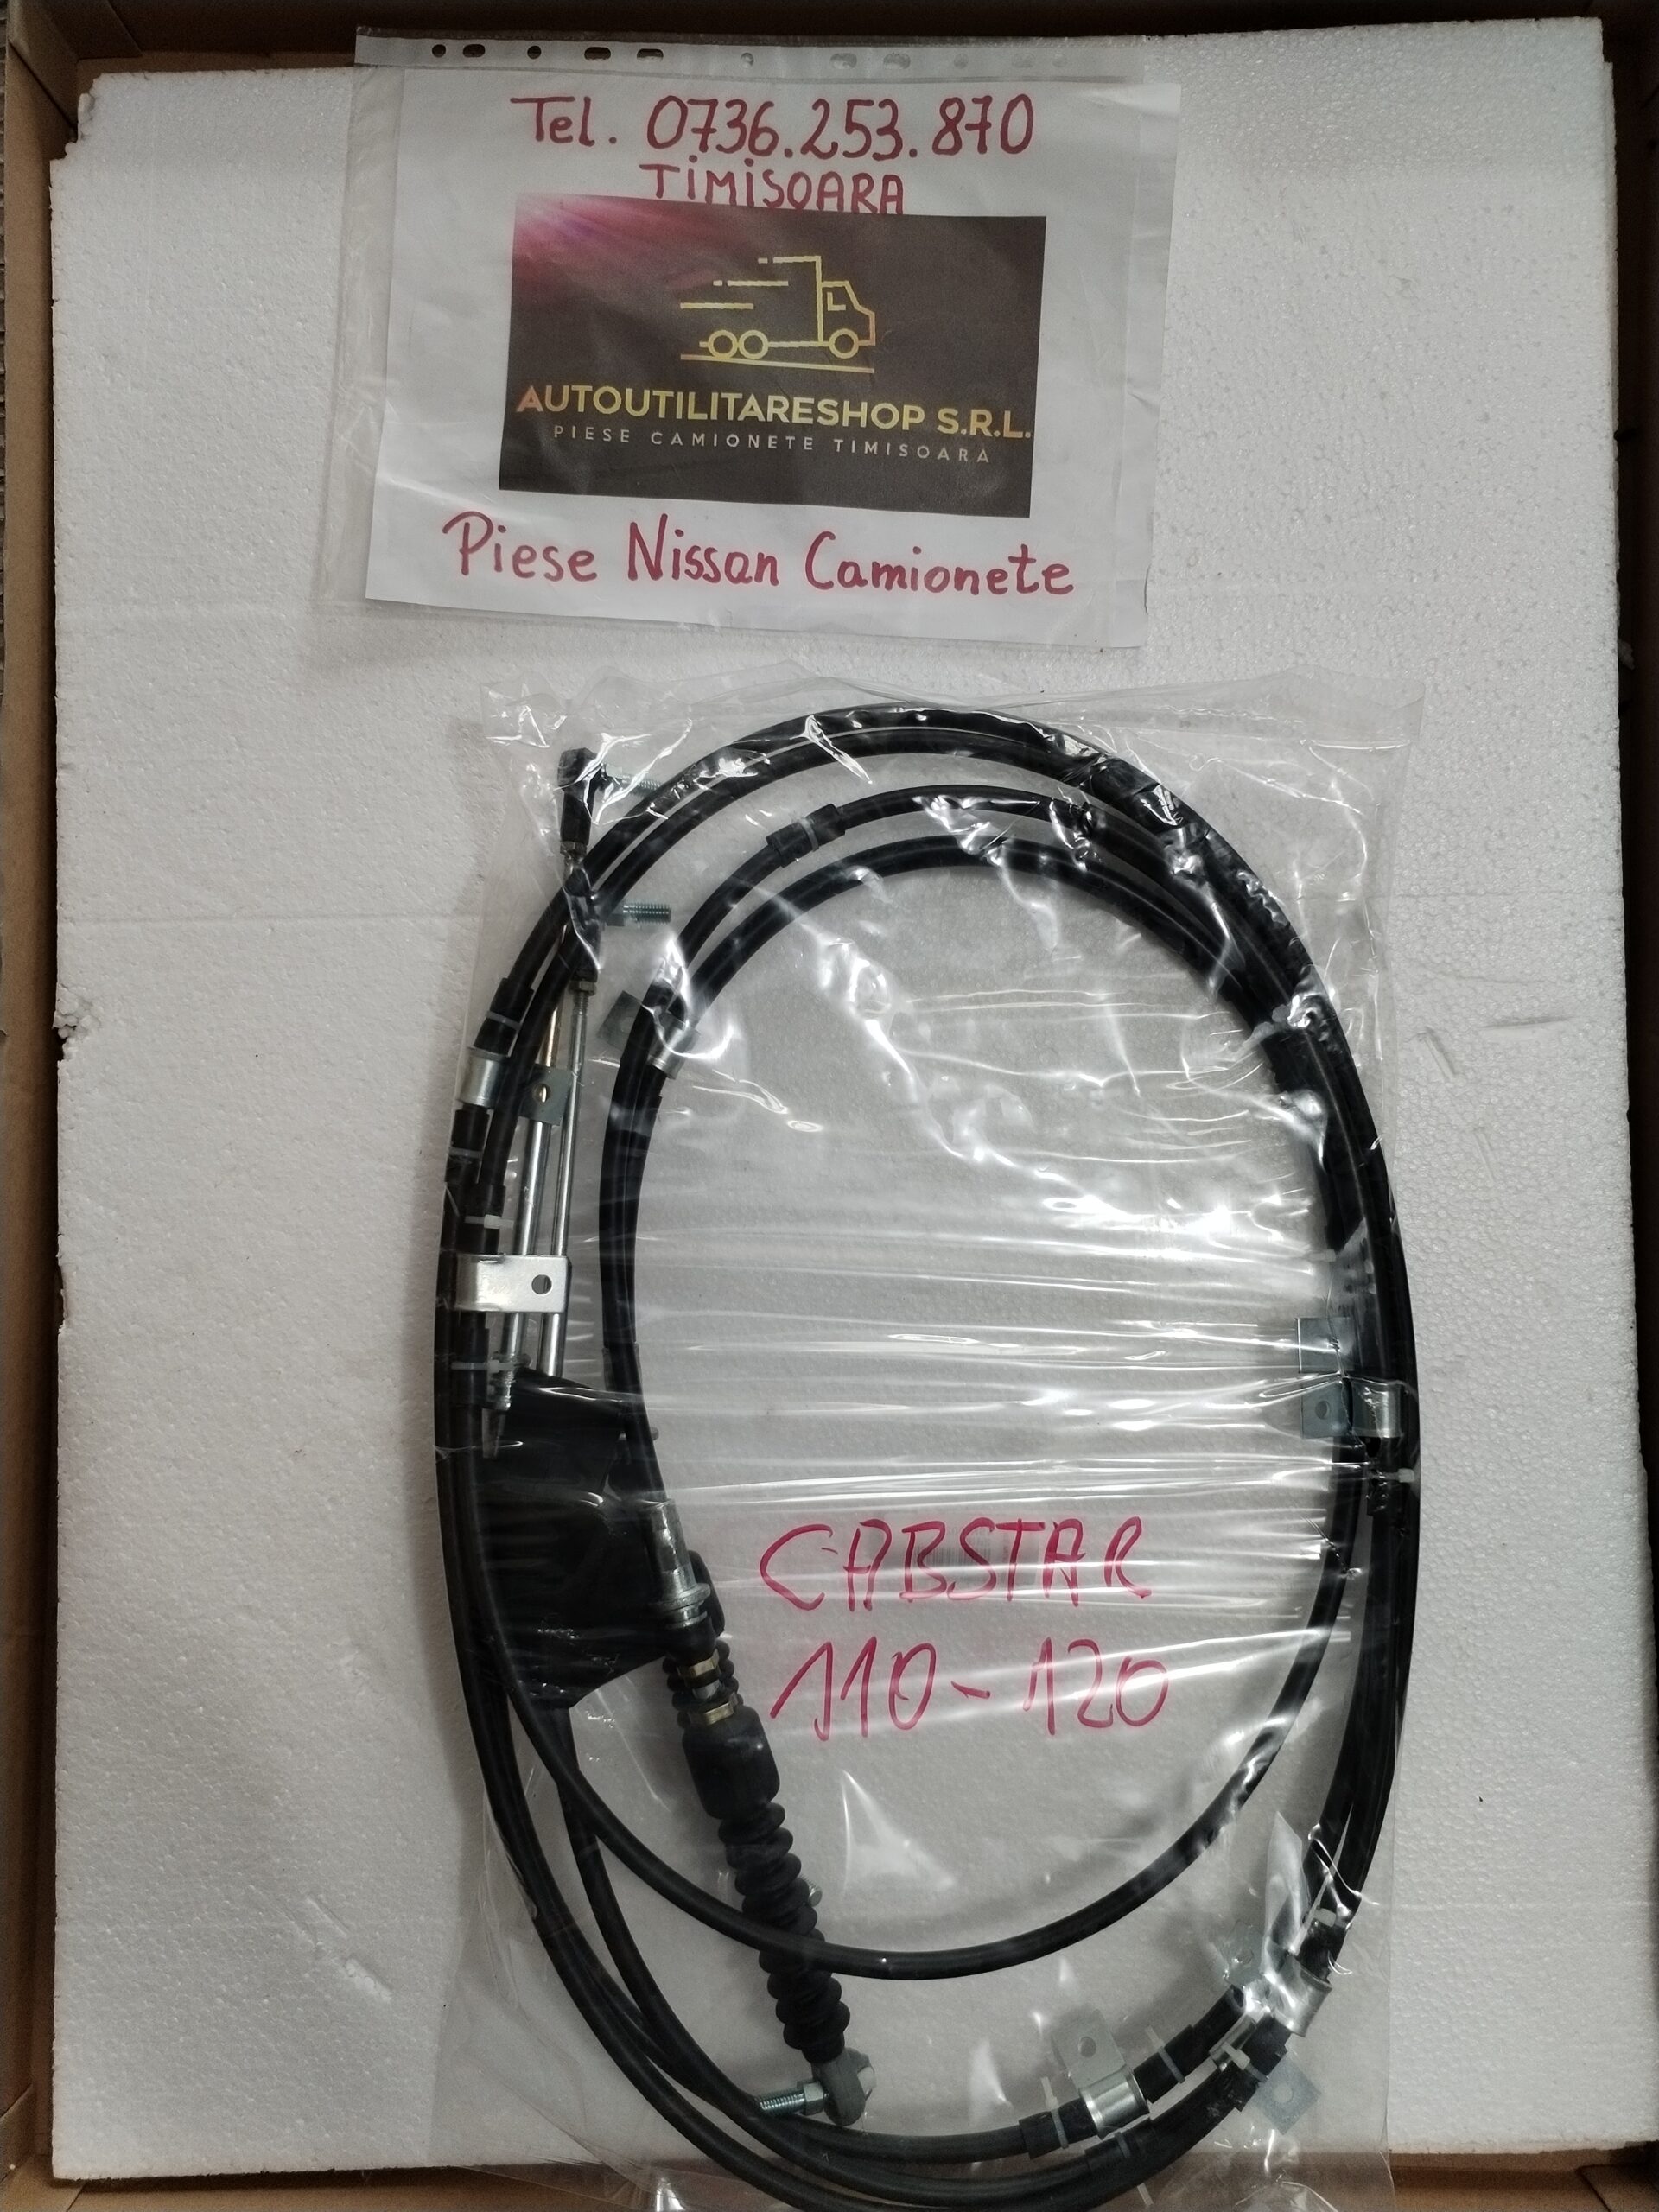 Tel. 0736.253.870
TIMISOARA
AUTOUTILITARESHOP S.R.L.
PIESE CAMIONETE TIMISOARA
Piese Nissan Camionete
CABSTAR
110-120